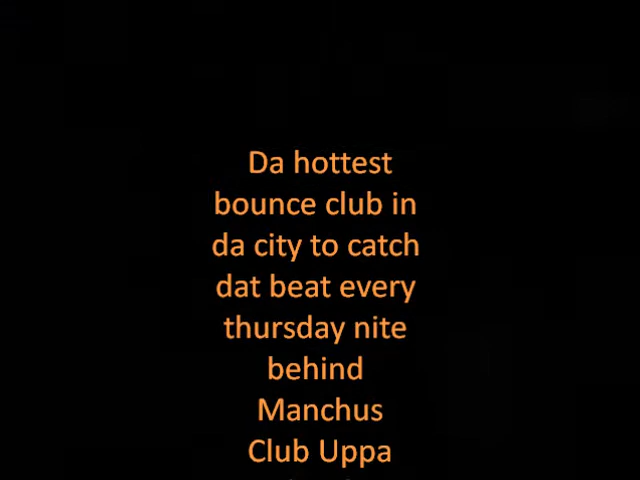 Da hottest
bounce club in
da city to catch
dat beat every
thursday nite
behind
Manchus
Club Uppa